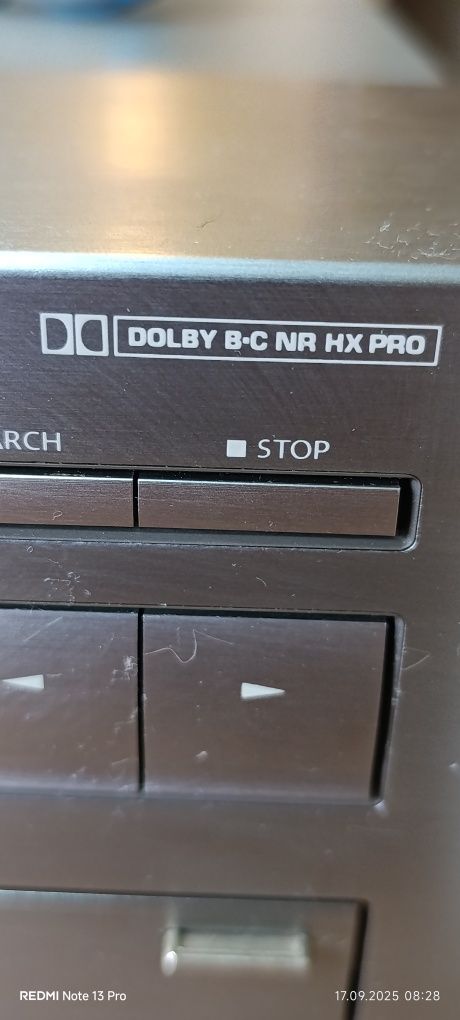 DOLBY B·C NR HX PRO
ARCH
STOP
REDMI Note 13 Pro
17.09.2025 08:28